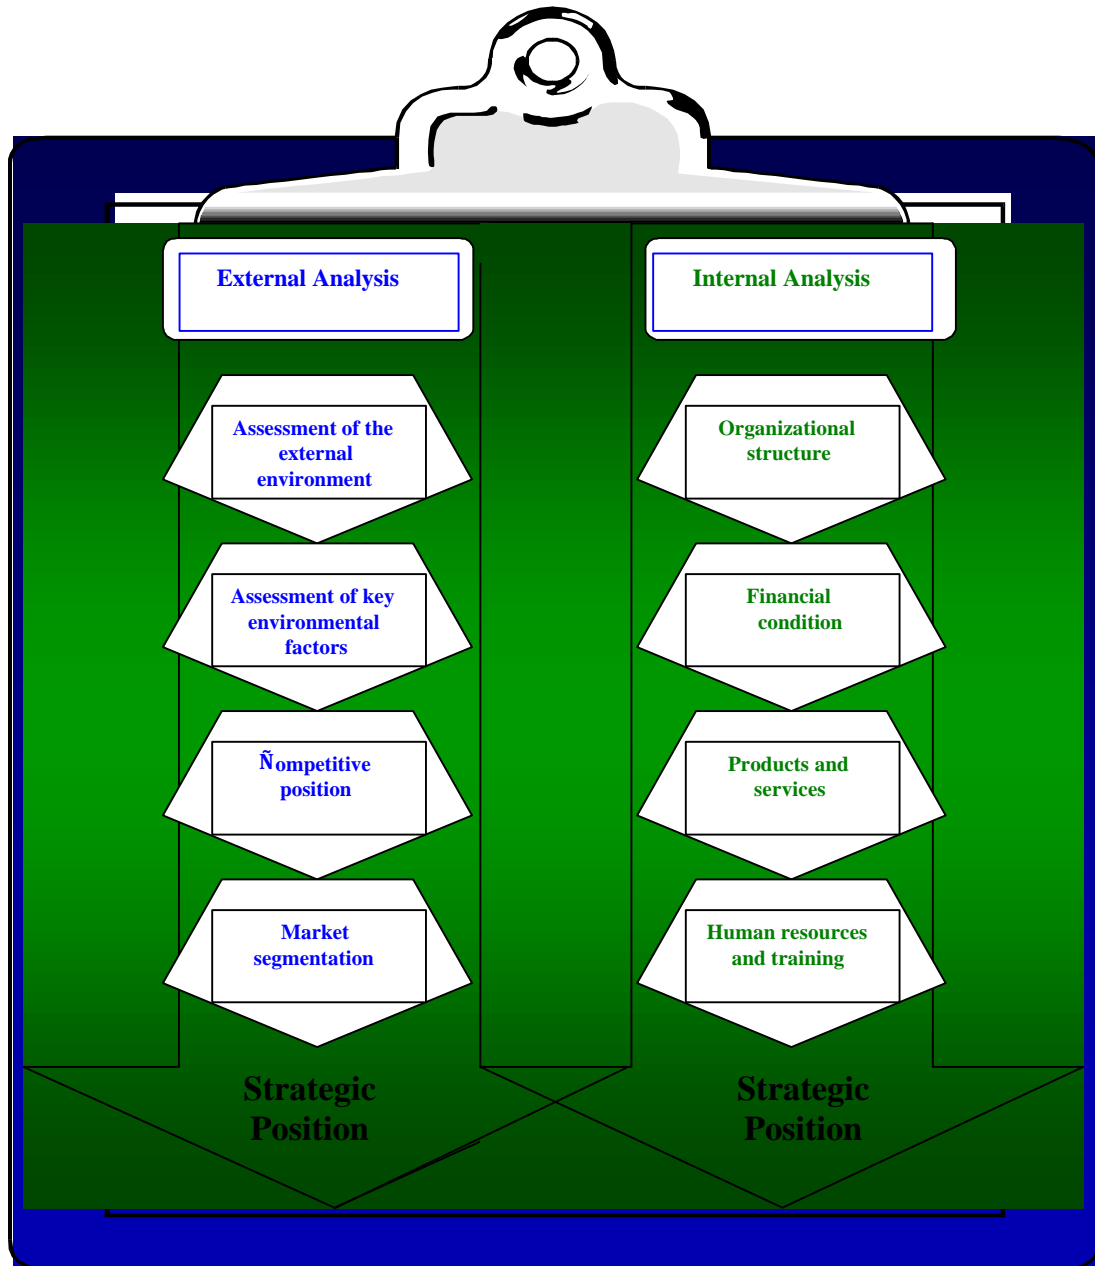 External Analysis
Assessment of the
external
environment
Assessment of key
environmental
factors
Ñompetitive
position
Market
segmentation
Strategic
Position
Internal Analysis
Organizational
structure
Financial
condition
Products and
services
Human resources
and training
Strategic
Position